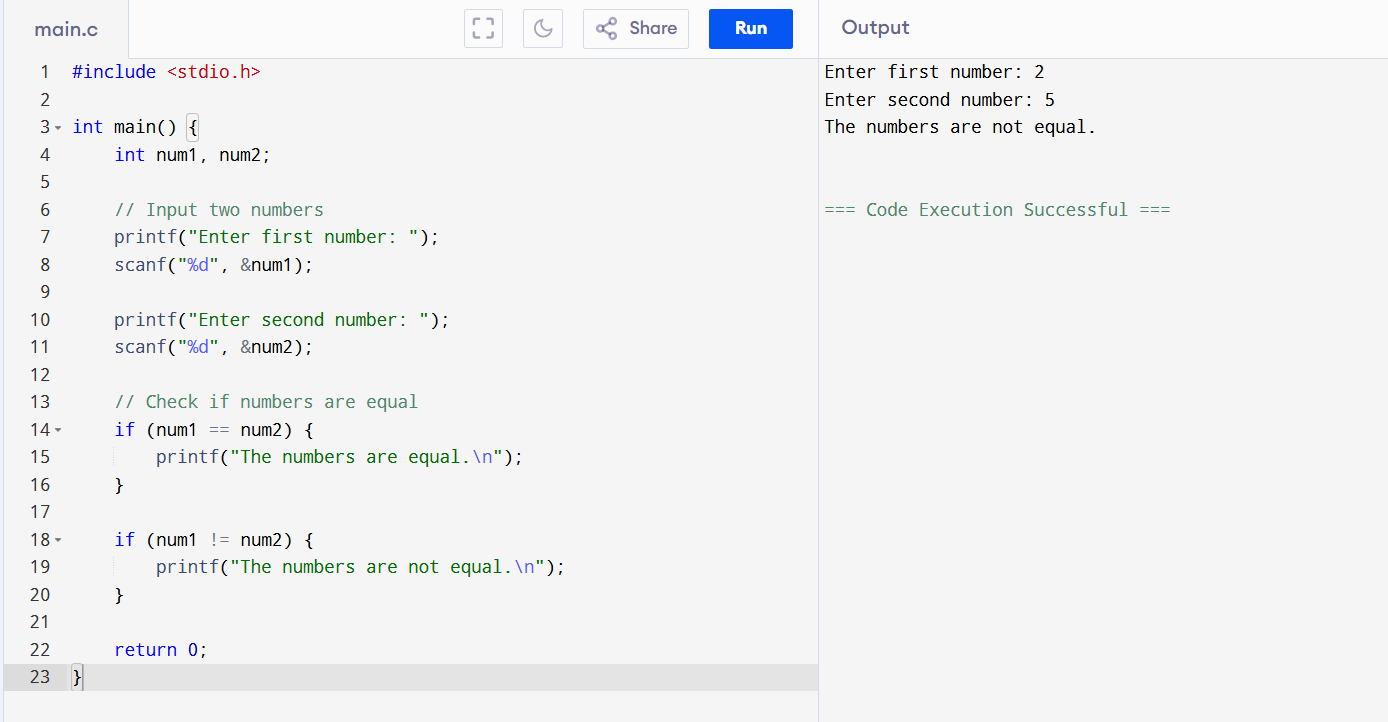 main.c
Share
Run
Output
1 #include <stdio.h>
2
3 int main() {
4     int num1, num2;
5
6     // Input two numbers
7     printf("Enter first number: ");
8     scanf("%d", &num1);
9
10     printf("Enter second number: ");
11     scanf("%d", &num2);
12
13     // Check if numbers are equal
14     if (num1 == num2) {
15         printf("The numbers are equal.\n");
16     }
17
18     if (num1 != num2) {
19         printf("The numbers are not equal.\n");
20     }
21
22     return 0;
23 }
Enter first number: 2
Enter second number: 5
The numbers are not equal.
=== Code Execution Successful ===